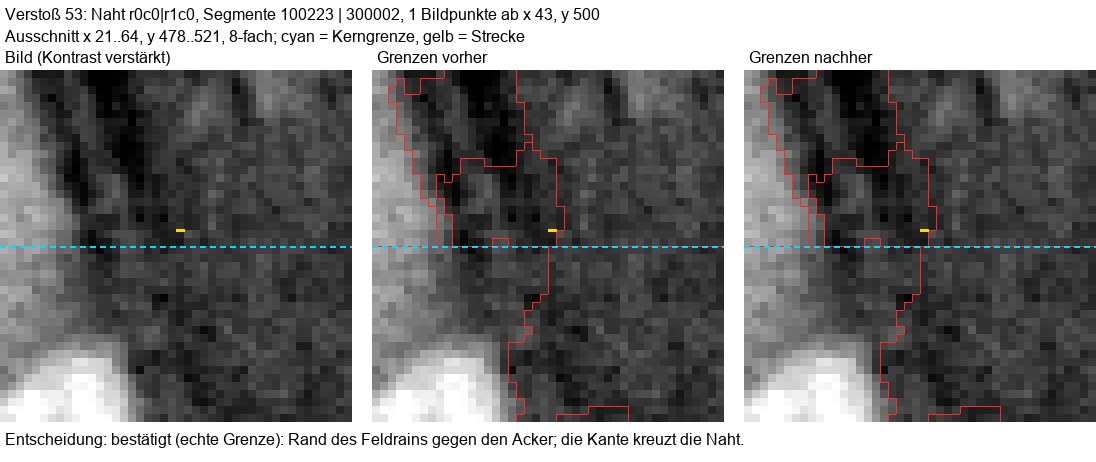 Verstoß 53: Naht r0c0|r1c0, Segmente 100223 | 300002, 1 Bildpunkte ab x 43, y 500
Ausschnitt x 21..64, y 478..521, 8-fach; cyan = Kerngrenze, gelb = Strecke
Bild (Kontrast verstärkt) Grenzen vorher Grenzen nachher
Entscheidung: bestätigt (echte Grenze): Rand des Feldrains gegen den Acker; die Kante kreuzt die Naht.